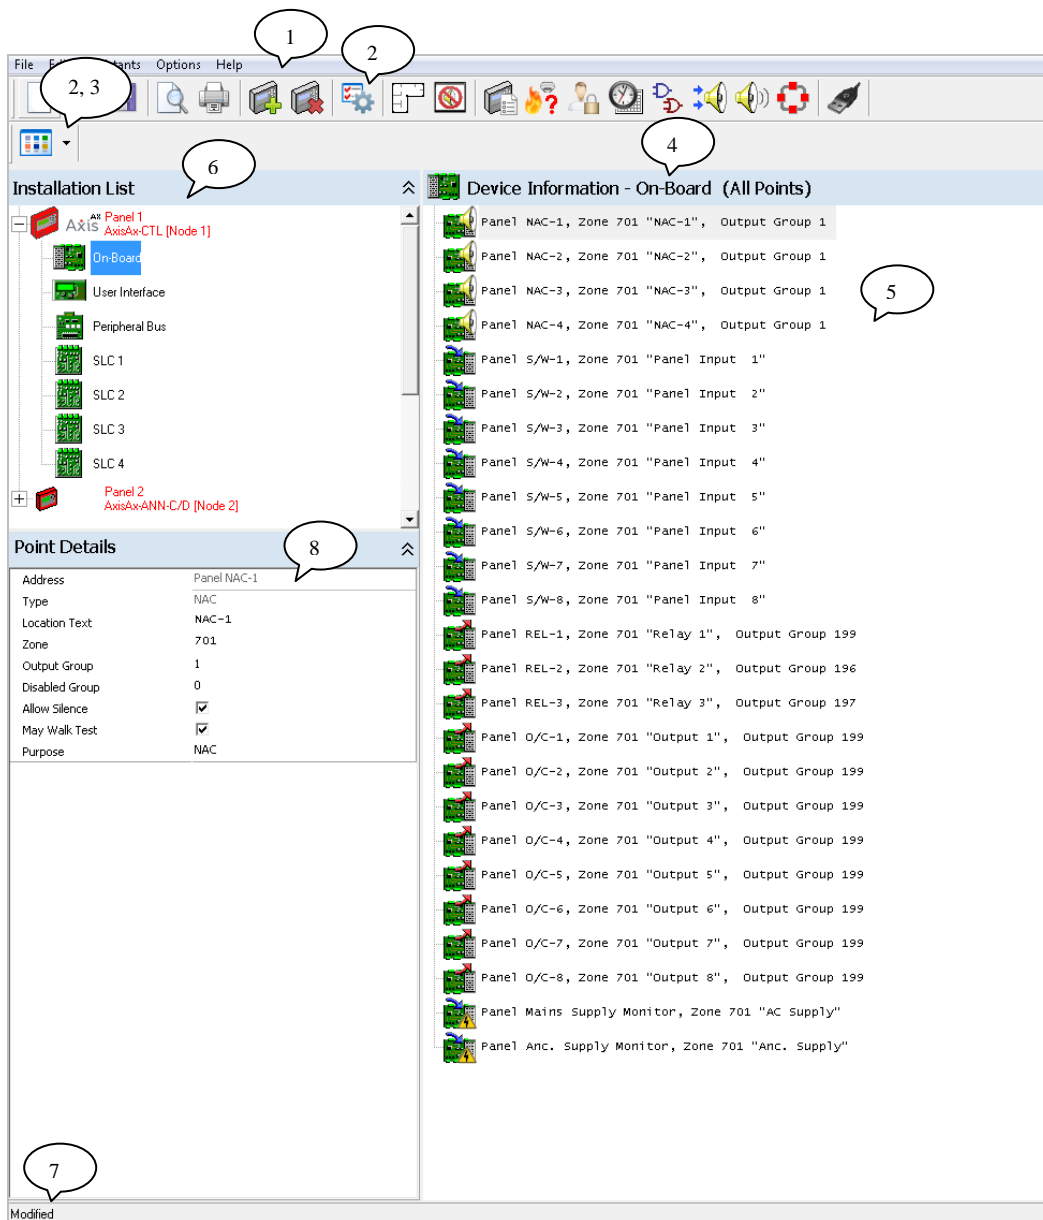 1
2
File Edi tants Options Help
2, 3
4
6
Installation List
Device Information - On-Board (All Points)
Axis AX Panel 1
AxisAx-CTL [Node 1]
On-Board
User Interface
Peripheral Bus
SLC 1
SLC 2
SLC 3
SLC 4
Panel 2
AxisAx-ANN-C/D [Node 2]
Panel NAC-1, Zone 701 "NAC-1", Output Group 1
Panel NAC-2, Zone 701 "NAC-2", Output Group 1
Panel NAC-3, Zone 701 "NAC-3", Output Group 1
5
Panel NAC-4, Zone 701 "NAC-4", Output Group 1
Panel S/W-1, Zone 701 "Panel Input 1"
Panel S/W-2, Zone 701 "Panel Input 2"
Panel S/W-3, Zone 701 "Panel Input 3"
Panel S/W-4, Zone 701 "Panel Input 4"
Panel S/W-5, Zone 701 "Panel Input 5"
Panel S/W-6, Zone 701 "Panel Input 6"
Panel S/W-7, Zone 701 "Panel Input 7"
Panel S/W-8, Zone 701 "Panel Input 8"
Panel REL-1, Zone 701 "Relay 1", Output Group 199
Panel REL-2, Zone 701 "Relay 2", Output Group 196
Panel REL-3, Zone 701 "Relay 3", Output Group 197
Panel O/C-1, Zone 701 "Output 1", Output Group 199
Panel O/C-2, Zone 701 "Output 2", Output Group 199
Panel O/C-3, Zone 701 "Output 3", Output Group 199
Panel O/C-4, Zone 701 "Output 4", Output Group 199
Panel O/C-5, Zone 701 "Output 5", Output Group 199
Panel O/C-6, Zone 701 "Output 6", Output Group 199
Panel O/C-7, Zone 701 "Output 7", Output Group 199
Panel O/C-8, Zone 701 "Output 8", Output Group 199
Panel Mains Supply Monitor, Zone 701 "AC Supply"
Panel Anc. Supply Monitor, Zone 701 "Anc. Supply"
Point Details
8
Address Panel NAC-1
Type NAC
Location Text NAC-1
Zone 701
Output Group 1
Disabled Group 0
Allow Silence
May Walk Test
Purpose NAC
7
Modified